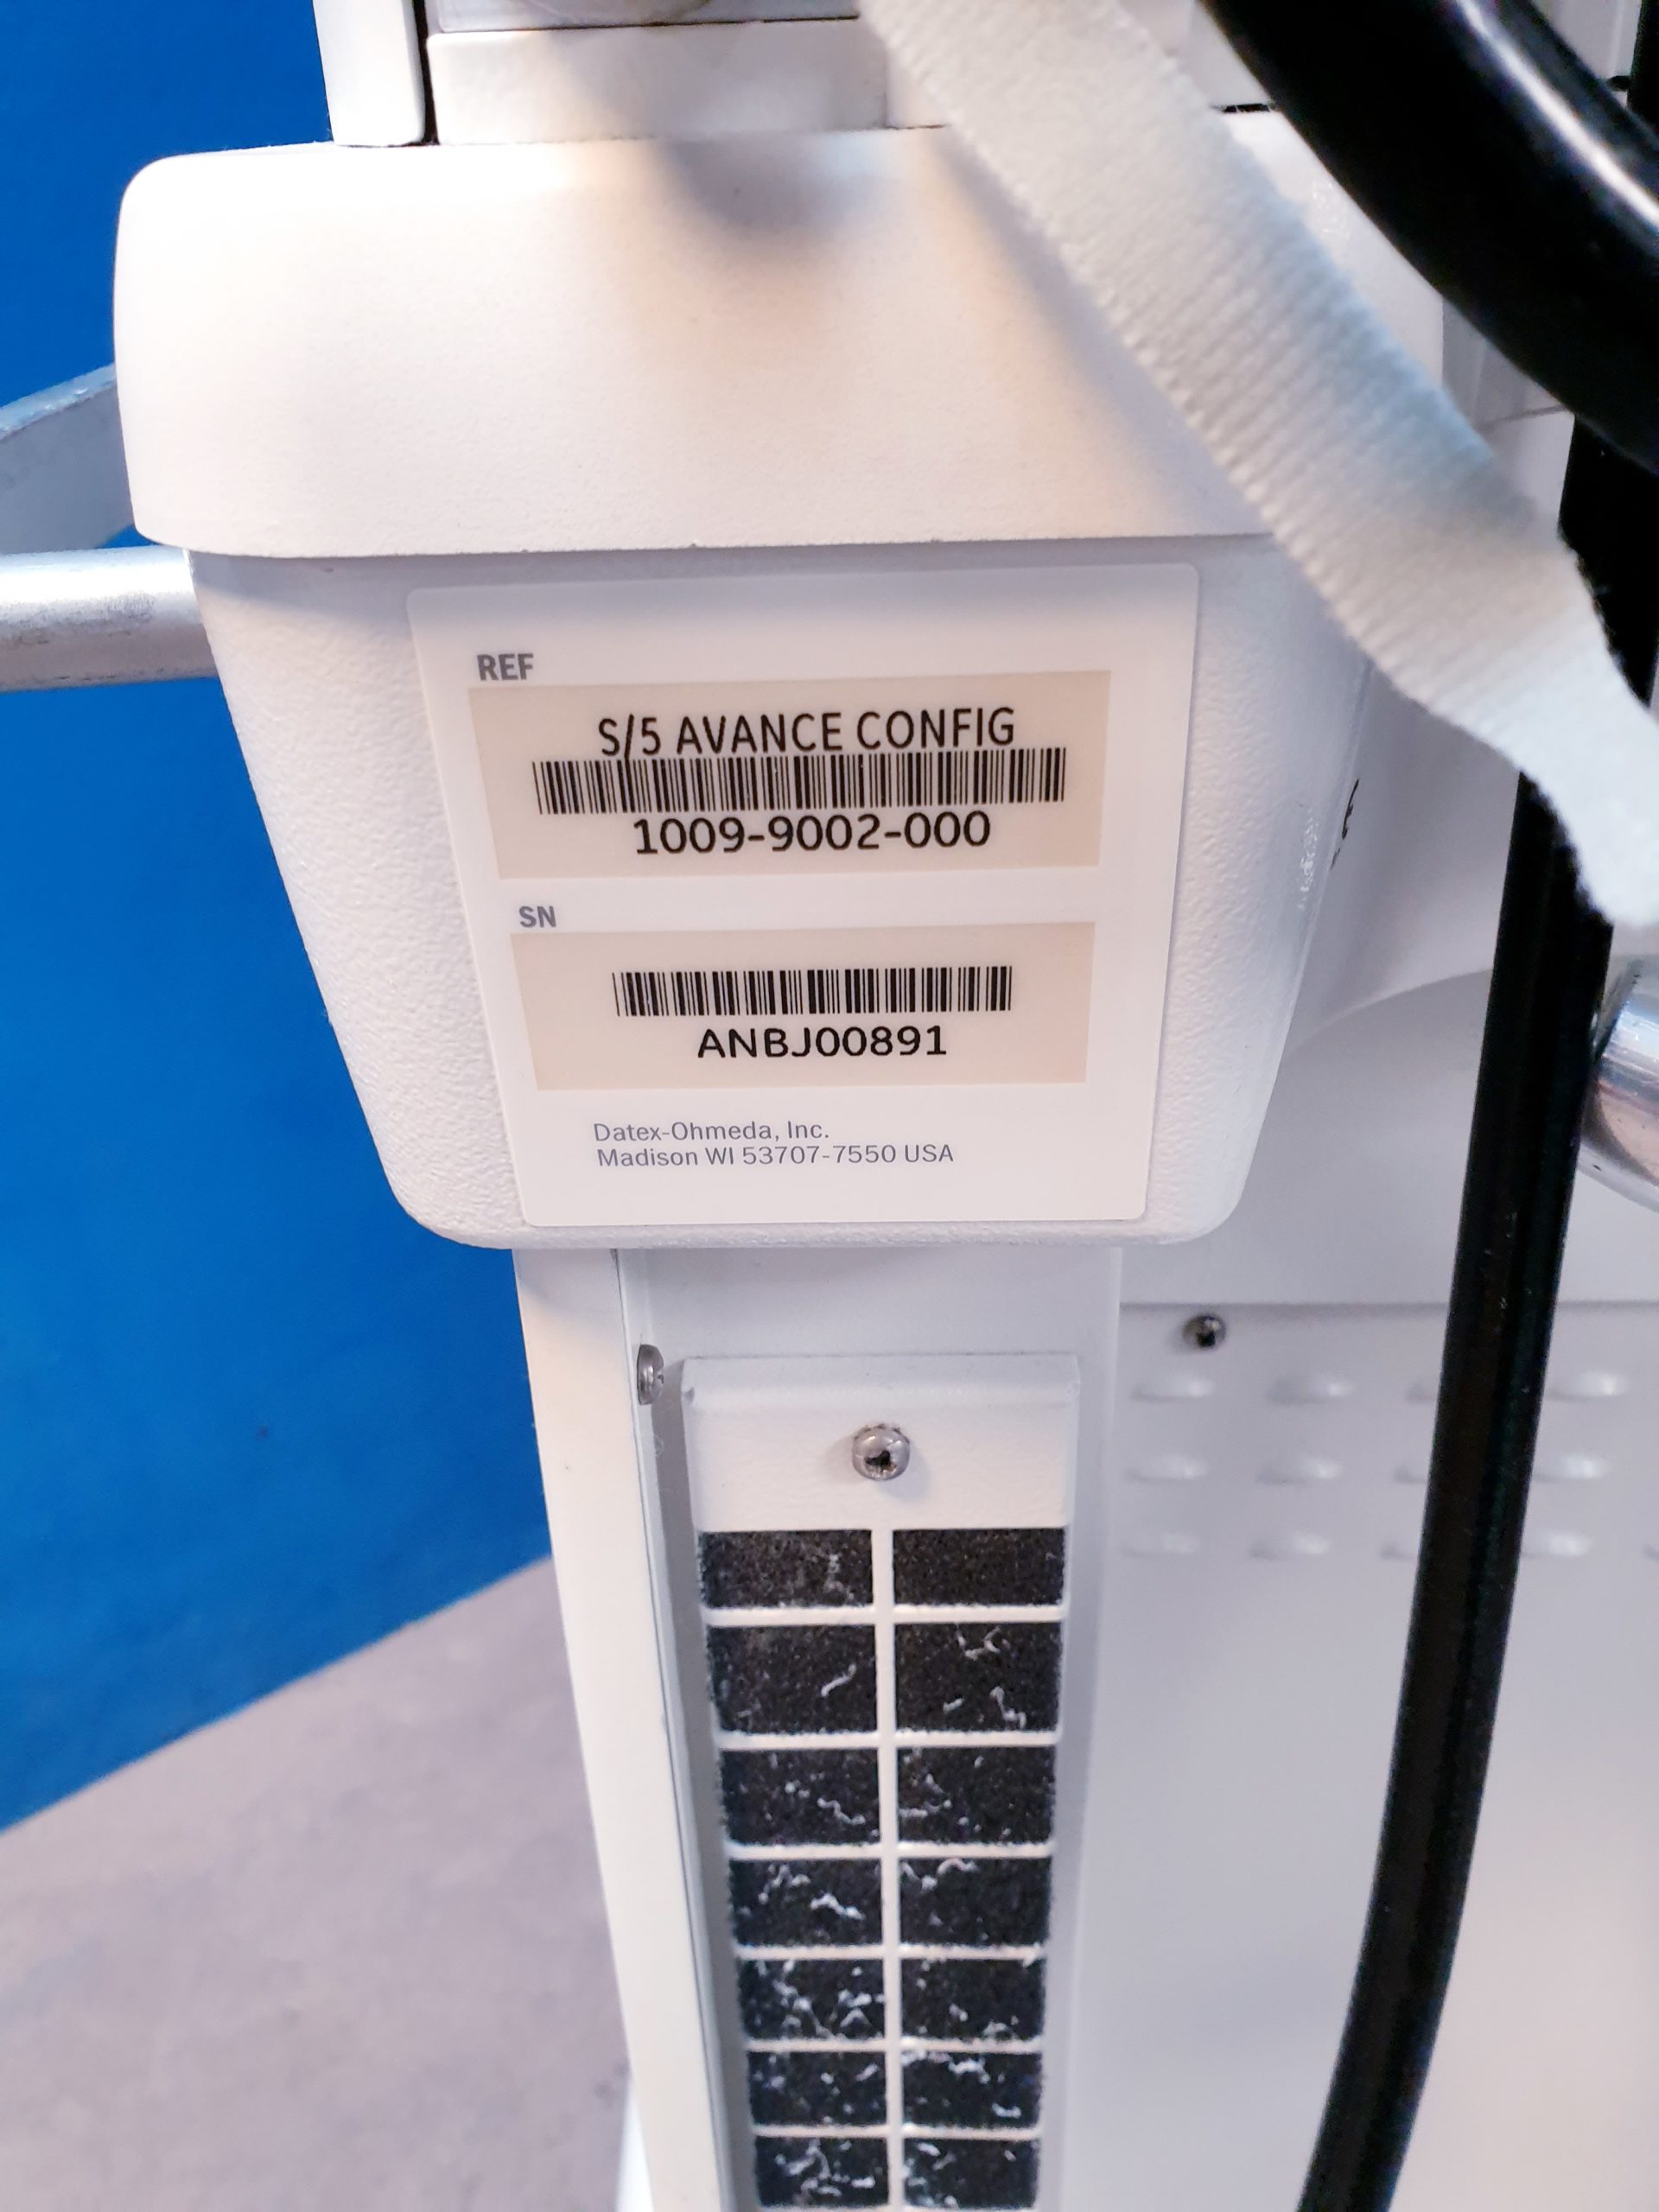 REF
S/5 AVANCE CONFIG
1009-9002-000
SN
ANBJ00891
Datex-Ohmeda, Inc.
Madison WI 53707-7550 USA